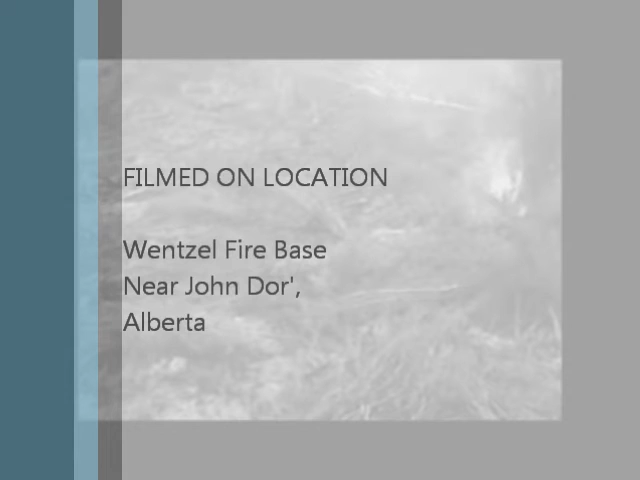 FILMED ON LOCATION
Wentzel Fire Base
Near John Dor',
Alberta